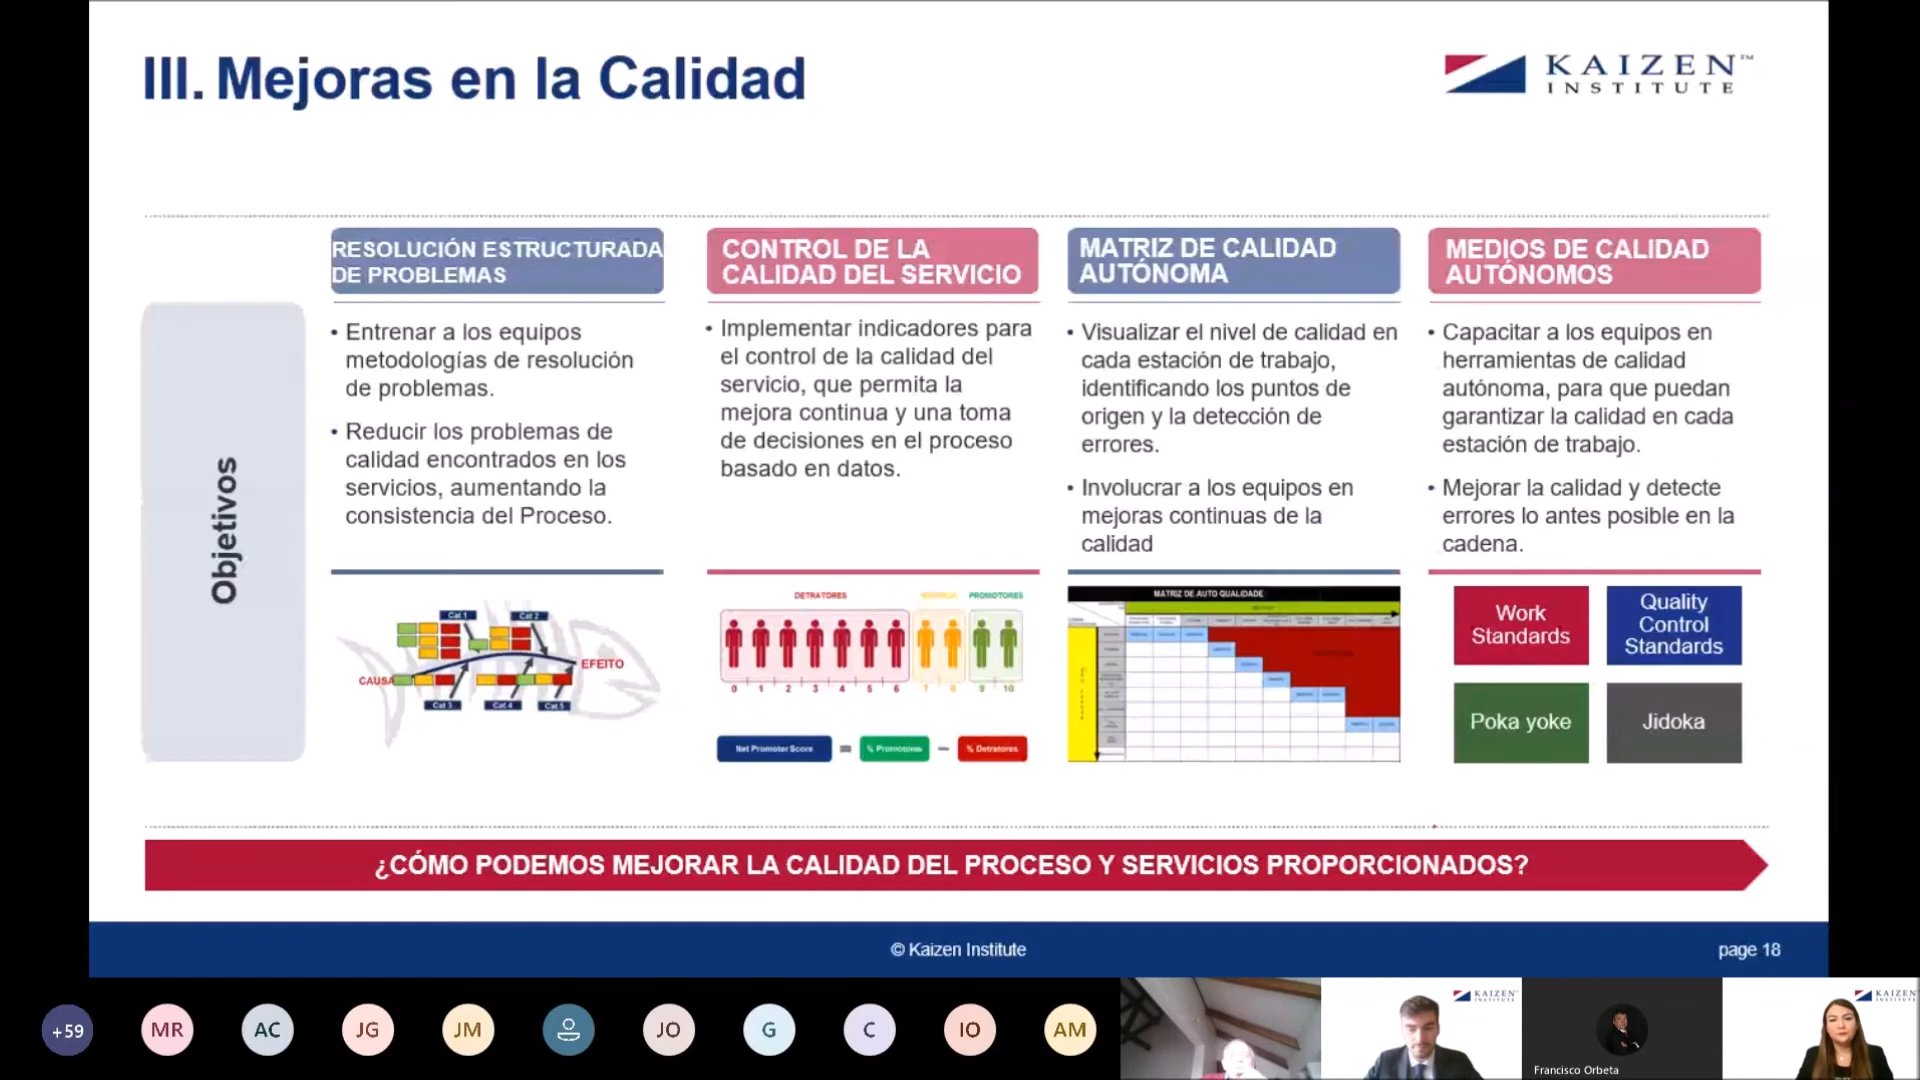 III. Mejoras en la Calidad
KAIZEN™
INSTITUTE
RESOLUCIÓN ESTRUCTURADA
DE PROBLEMAS
CONTROL DE LA
CALIDAD DEL SERVICIO
MATRIZ DE CALIDAD
AUTÓNOMA
MEDIOS DE CALIDAD
AUTÓNOMOS
Objetivos
• Entrenar a los equipos
metodologías de resolución
de problemas.
• Reducir los problemas de
calidad encontrados en los
servicios, aumentando la
consistencia del Proceso.
• Implementar indicadores para
el control de la calidad del
servicio, que permita la
mejora continua y una toma
de decisiones en el proceso
basado en datos.
• Visualizar el nivel de calidad en
cada estación de trabajo,
identificando los puntos de
origen y la detección de
errores.
• Involucrar a los equipos en
mejoras continuas de la
calidad
• Capacitar a los equipos en
herramientas de calidad
autónoma, para que puedan
garantizar la calidad en cada
estación de trabajo.
• Mejorar la calidad y detecte
errores lo antes posible en la
cadena.
Cat 1
Cat 2
EFEITO
CAUSA
Cat 3
Cat 4
Cat 5
DETRATORES
PROMOTORES
0 1 2 3 4 5 6 7 8 9 10
Net Promoter Score = % Promotores − % Detratores
MATRIZ DE AUTO QUALIDADE
Work
Standards
Quality
Control
Standards
Poka yoke
Jidoka
¿CÓMO PODEMOS MEJORAR LA CALIDAD DEL PROCESO Y SERVICIOS PROPORCIONADOS?
© Kaizen Institute
page 18
+59
MR
AC
JG
JM
JO
G
C
IO
AM
KAIZEN
INSTITUTE
Francisco Orbeta
KAIZEN
INSTITUTE